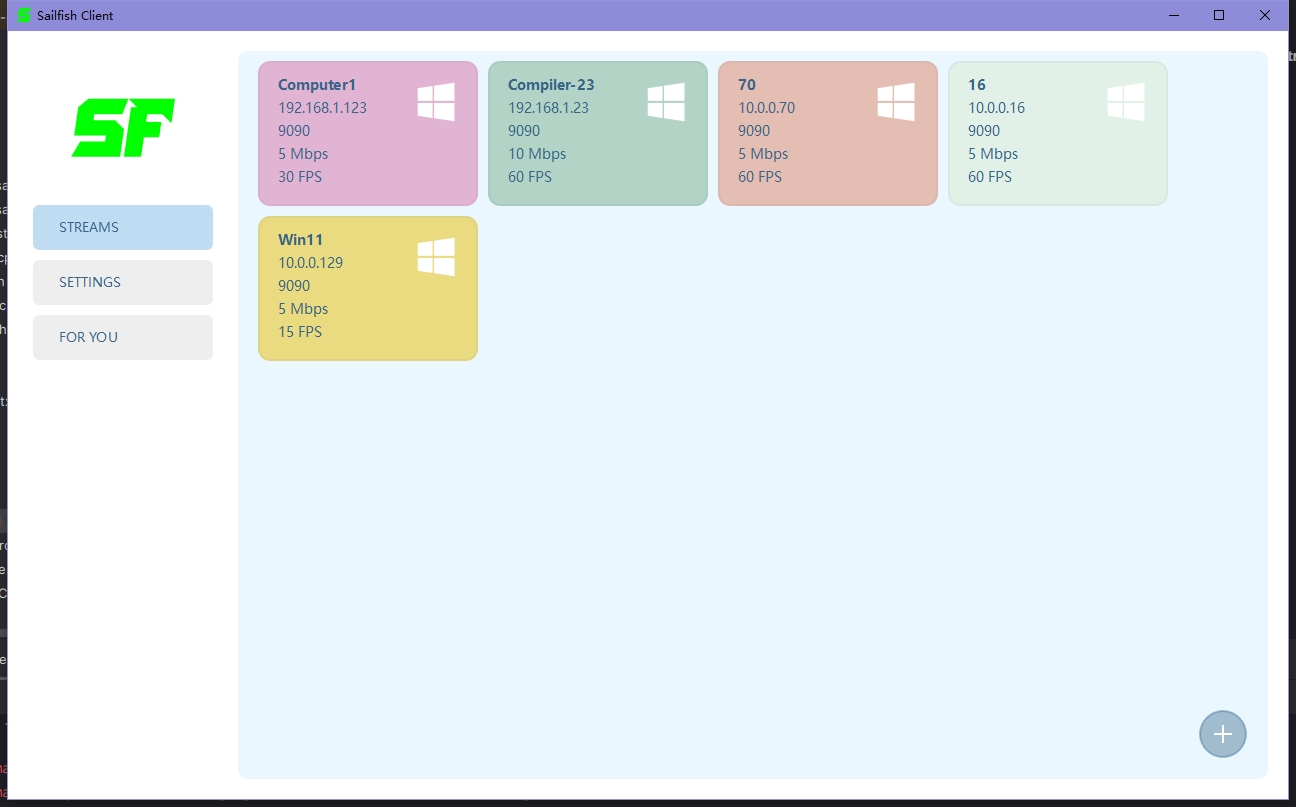 Sailfish Client
SF
STREAMS
SETTINGS
FOR YOU
Computer1
192.168.1.123
9090
5 Mbps
30 FPS
Compiler-23
192.168.1.23
9090
10 Mbps
60 FPS
70
10.0.0.70
9090
5 Mbps
60 FPS
16
10.0.0.16
9090
5 Mbps
60 FPS
Win11
10.0.0.129
9090
5 Mbps
15 FPS